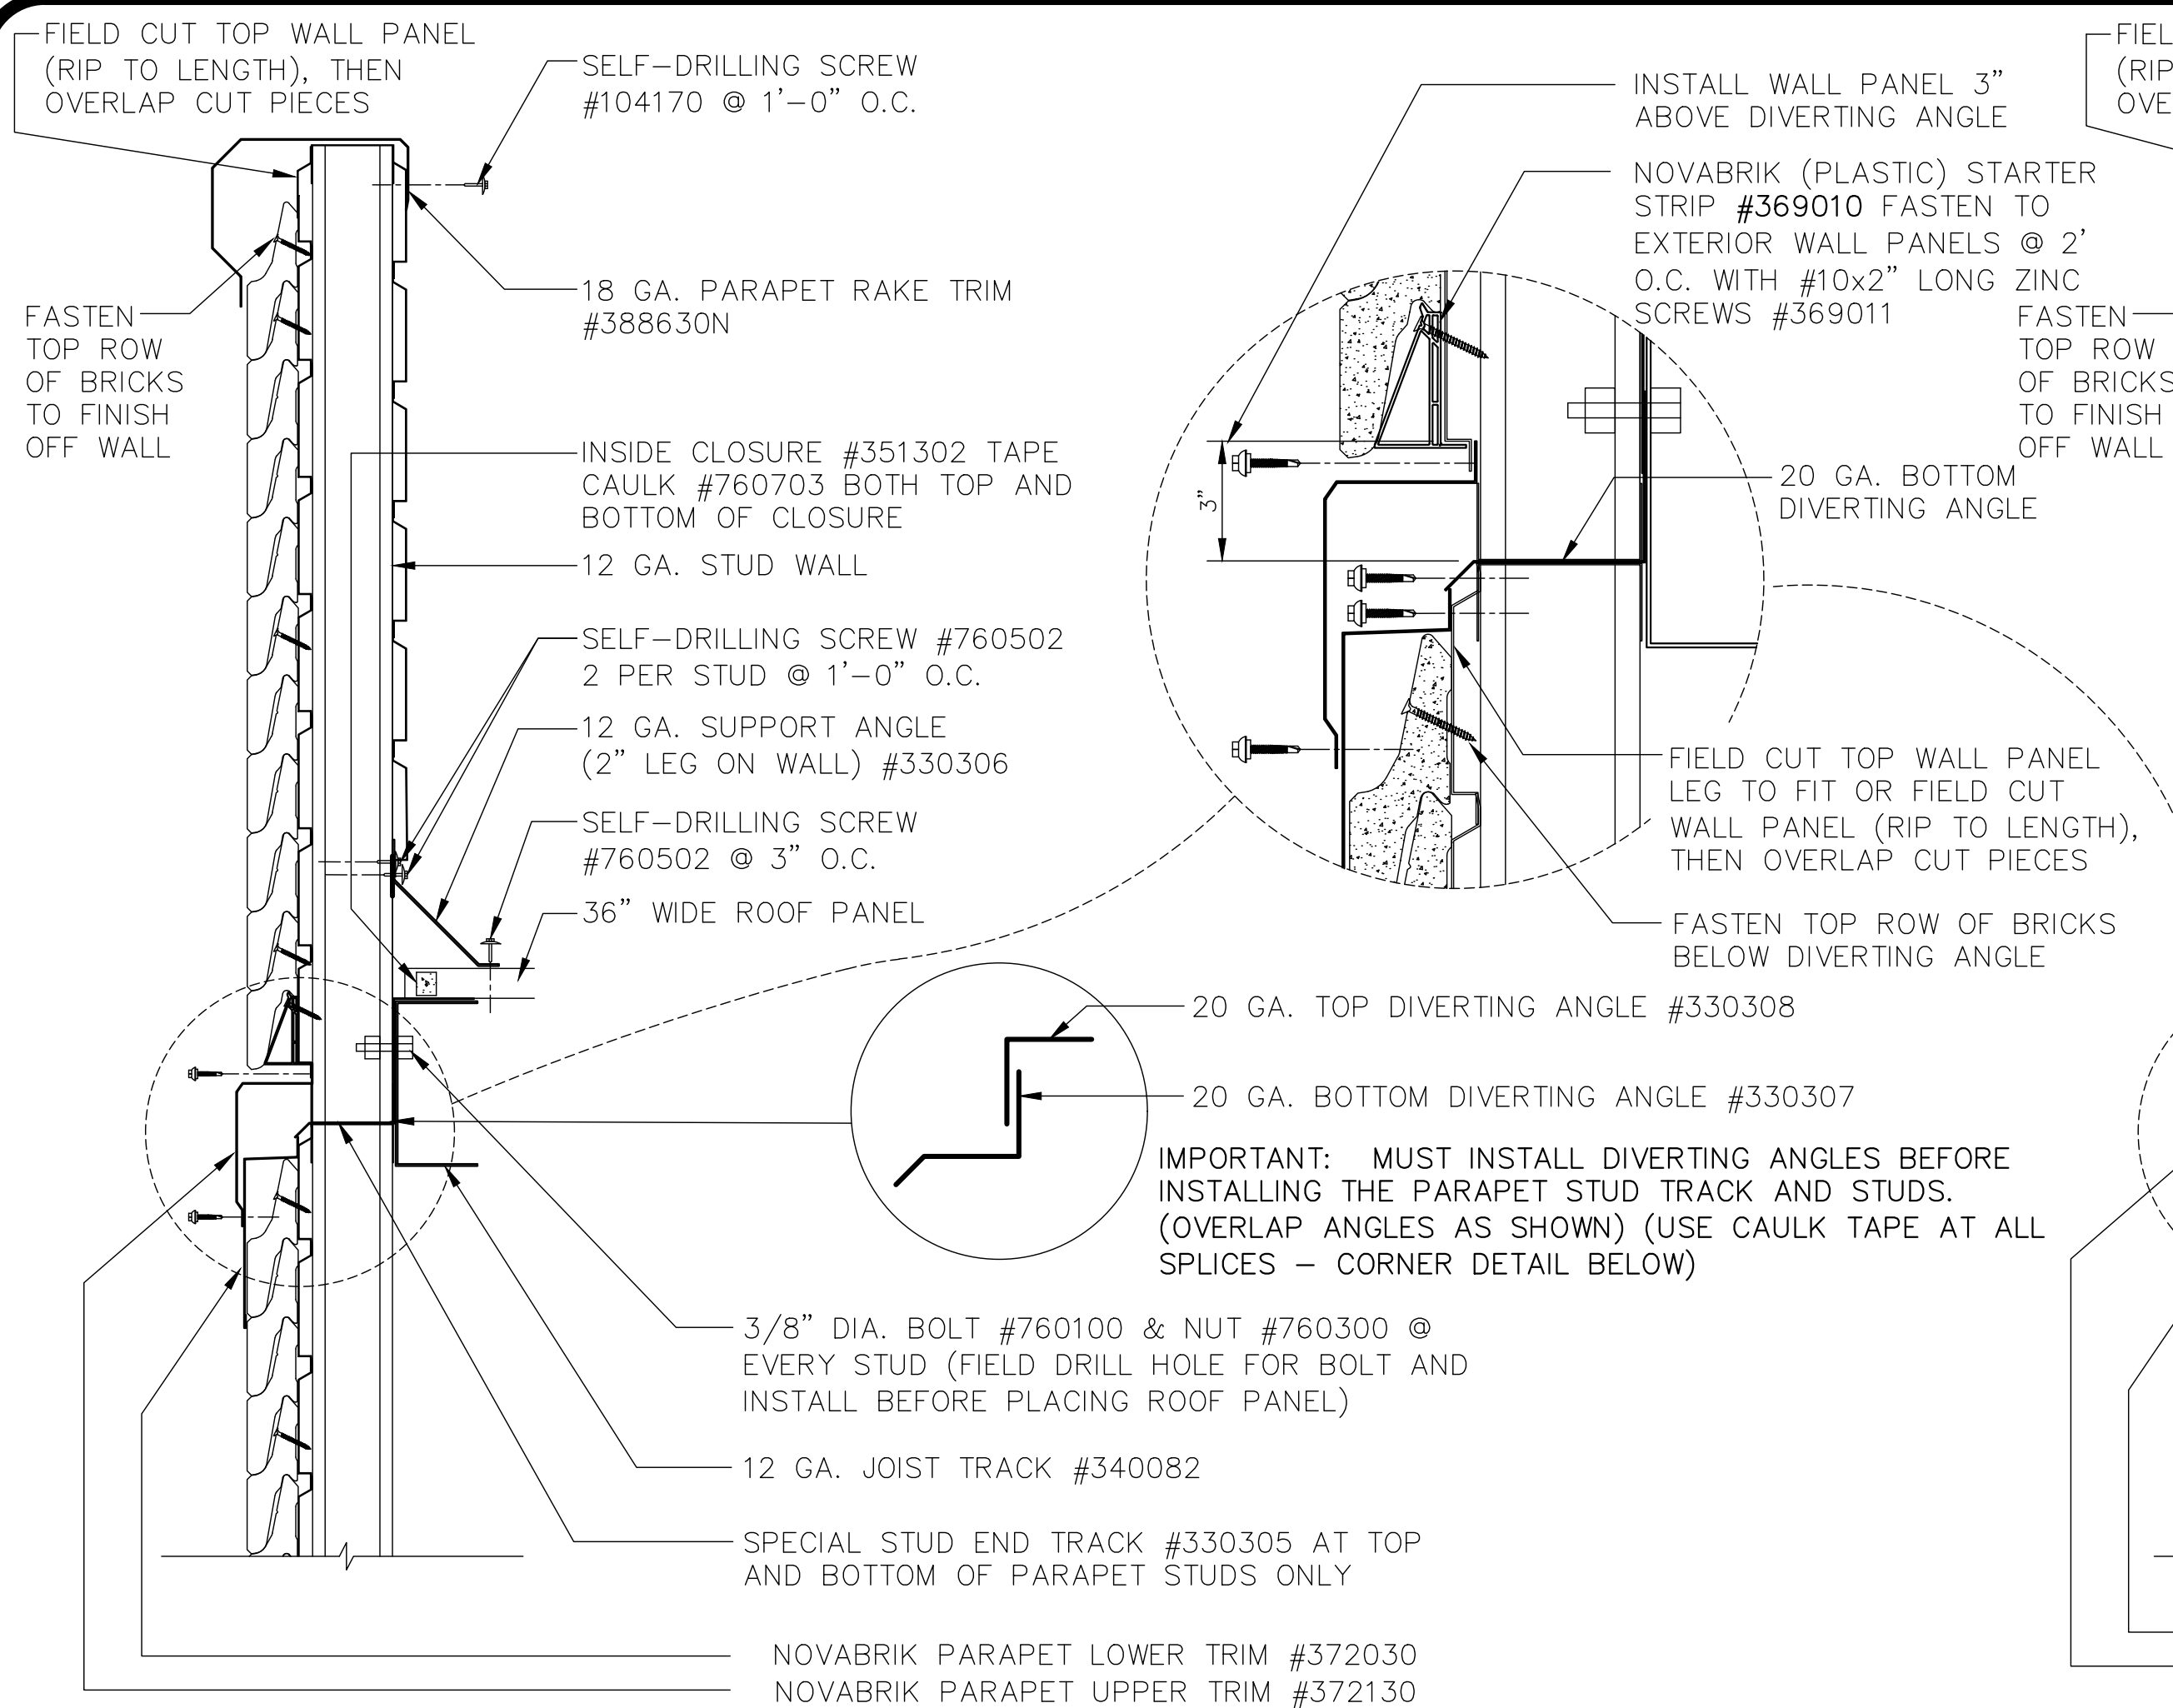 FIELD CUT TOP WALL PANEL
(RIP TO LENGTH), THEN
OVERLAP CUT PIECES
SELF-DRILLING SCREW
#104170 @ 1'-0" O.C.
FASTEN
TOP ROW
OF BRICKS
TO FINISH
OFF WALL
18 GA. PARAPET RAKE TRIM
#388630N
INSIDE CLOSURE #351302 TAPE
CAULK #760703 BOTH TOP AND
BOTTOM OF CLOSURE
12 GA. STUD WALL
SELF-DRILLING SCREW #760502
2 PER STUD @ 1'-0" O.C.
12 GA. SUPPORT ANGLE
(2" LEG ON WALL) #330306
SELF-DRILLING SCREW
#760502 @ 3" O.C.
36" WIDE ROOF PANEL
INSTALL WALL PANEL 3"
ABOVE DIVERTING ANGLE
NOVABRIK (PLASTIC) STARTER
STRIP #369010 FASTEN TO
EXTERIOR WALL PANELS @ 2'
O.C. WITH #10x2" LONG ZINC
SCREWS #369011
3"
20 GA. BOTTOM
DIVERTING ANGLE
FIELD CUT TOP WALL PANEL
LEG TO FIT OR FIELD CUT
WALL PANEL (RIP TO LENGTH),
THEN OVERLAP CUT PIECES
FASTEN TOP ROW OF BRICKS
BELOW DIVERTING ANGLE
20 GA. TOP DIVERTING ANGLE #330308
20 GA. BOTTOM DIVERTING ANGLE #330307
IMPORTANT: MUST INSTALL DIVERTING ANGLES BEFORE
INSTALLING THE PARAPET STUD TRACK AND STUDS.
(OVERLAP ANGLES AS SHOWN) (USE CAULK TAPE AT ALL
SPLICES - CORNER DETAIL BELOW)
3/8" DIA. BOLT #760100 & NUT #760300 @
EVERY STUD (FIELD DRILL HOLE FOR BOLT AND
INSTALL BEFORE PLACING ROOF PANEL)
12 GA. JOIST TRACK #340082
SPECIAL STUD END TRACK #330305 AT TOP
AND BOTTOM OF PARAPET STUDS ONLY
NOVABRIK PARAPET LOWER TRIM #372030
NOVABRIK PARAPET UPPER TRIM #372130
(RIP
FASTEN
TOP ROW
OF BRICKS
TO FINISH
OFF WALL